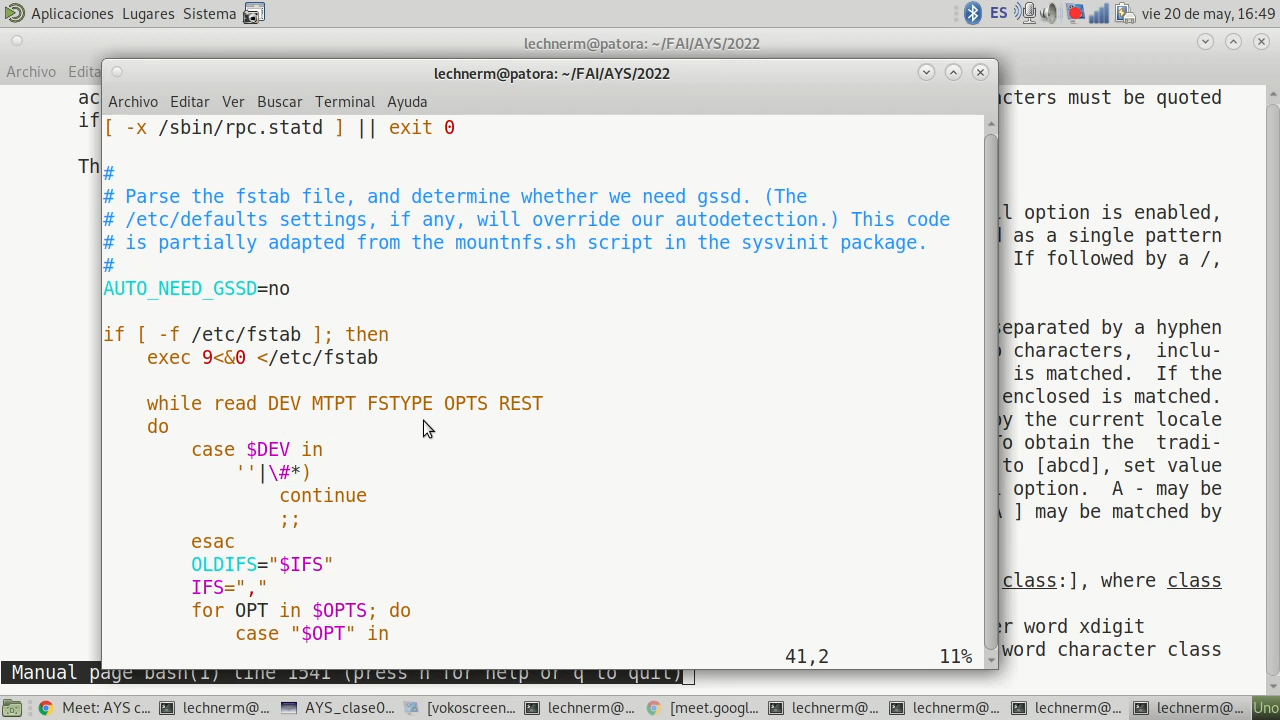 Aplicaciones Lugares Sistema
ES
vie 20 de may, 16:49
lechnerm@patora: ~/FAI/AYS/2022
Archivo Edita
lechnerm@patora: ~/FAI/AYS/2022
Archivo Editar Ver Buscar Terminal Ayuda
[ -x /sbin/rpc.statd ] || exit 0
#
# Parse the fstab file, and determine whether we need gssd. (The
# /etc/defaults settings, if any, will override our autodetection.) This code
# is partially adapted from the mountnfs.sh script in the sysvinit package.
#
AUTO_NEED_GSSD=no
if [ -f /etc/fstab ]; then
exec 9<&0 </etc/fstab
while read DEV MTPT FSTYPE OPTS REST
do
case $DEV in
''|\#*)
continue
;;
esac
OLDIFS="$IFS"
IFS=","
for OPT in $OPTS; do
case "$OPT" in
41,2 11%
ac
if
Th
acters must be quoted
l option is enabled,
as a single pattern
If followed by a /,
separated by a hyphen
characters, inclu-
is matched. If the
enclosed is matched.
by the current locale
o obtain the tradi-
to [abcd], set value
option. A - may be
] may be matched by
class:], where class
r word xdigit
word character class
Manual page bash(1) line 1541 (press h for help or q to quit)
Meet: AYS c...
lechnerm@...
AYS_clase0...
[vokoscreen...
lechnerm@...
[meet.googl...
lechnerm@...
lechnerm@...
lechnerm@...
lechnerm@...
Uno